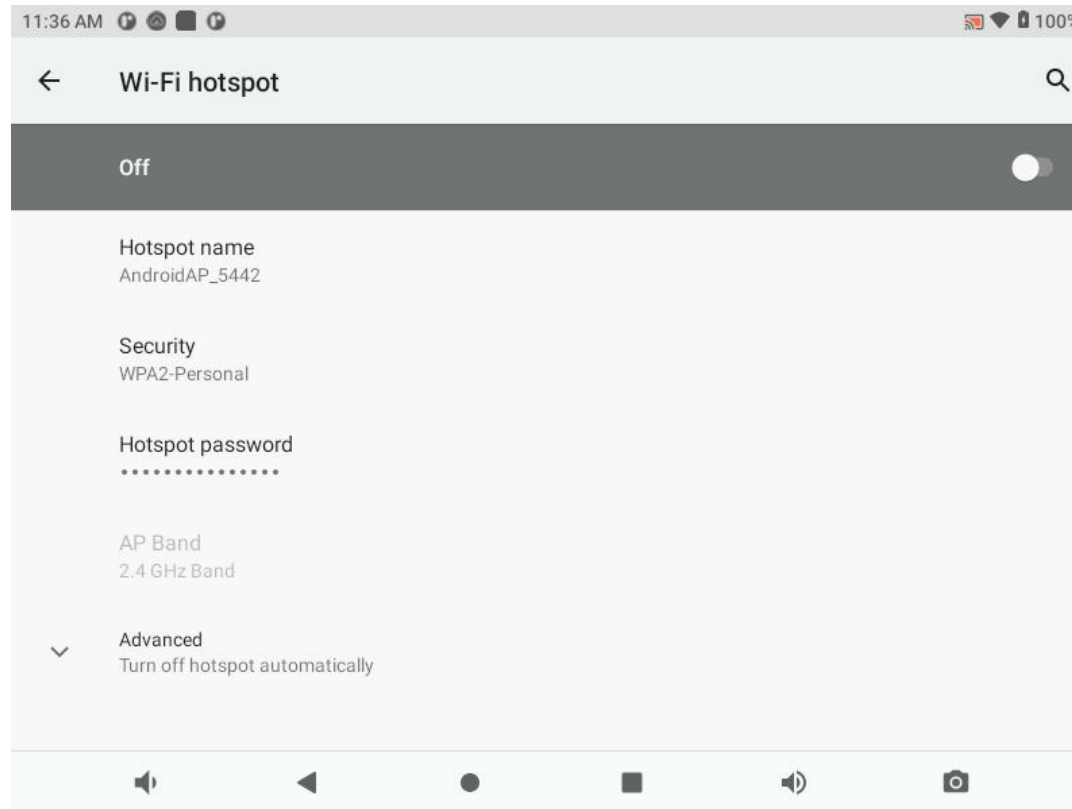 11:36 AM
100%
Wi-Fi hotspot
Off
Hotspot name
AndroidAP_5442
Security
WPA2-Personal
Hotspot password
•••••••••••••••
AP Band
2.4 GHz Band
Advanced
Turn off hotspot automatically